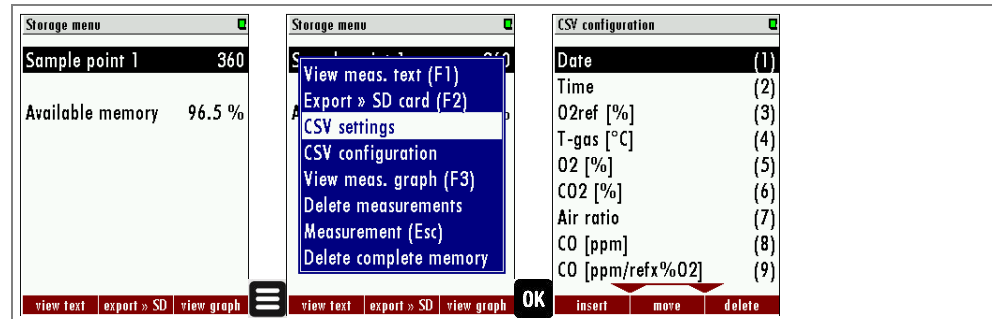 Storage menu
Sample point 1 360
Available memory 96.5 %
view text export » SD view graph
Storage menu
View meas. text (F1)
Export » SD card (F2)
CSV settings
CSV configuration
View meas. graph (F3)
Delete measurements
Measurement (Esc)
Delete complete memory
view text export » SD view graph
OK
CSV configuration
Date (1)
Time (2)
O2ref [%] (3)
T-gas [°C] (4)
O2 [%] (5)
CO2 [%] (6)
Air ratio (7)
CO [ppm] (8)
CO [ppm/refx%O2] (9)
insert move delete